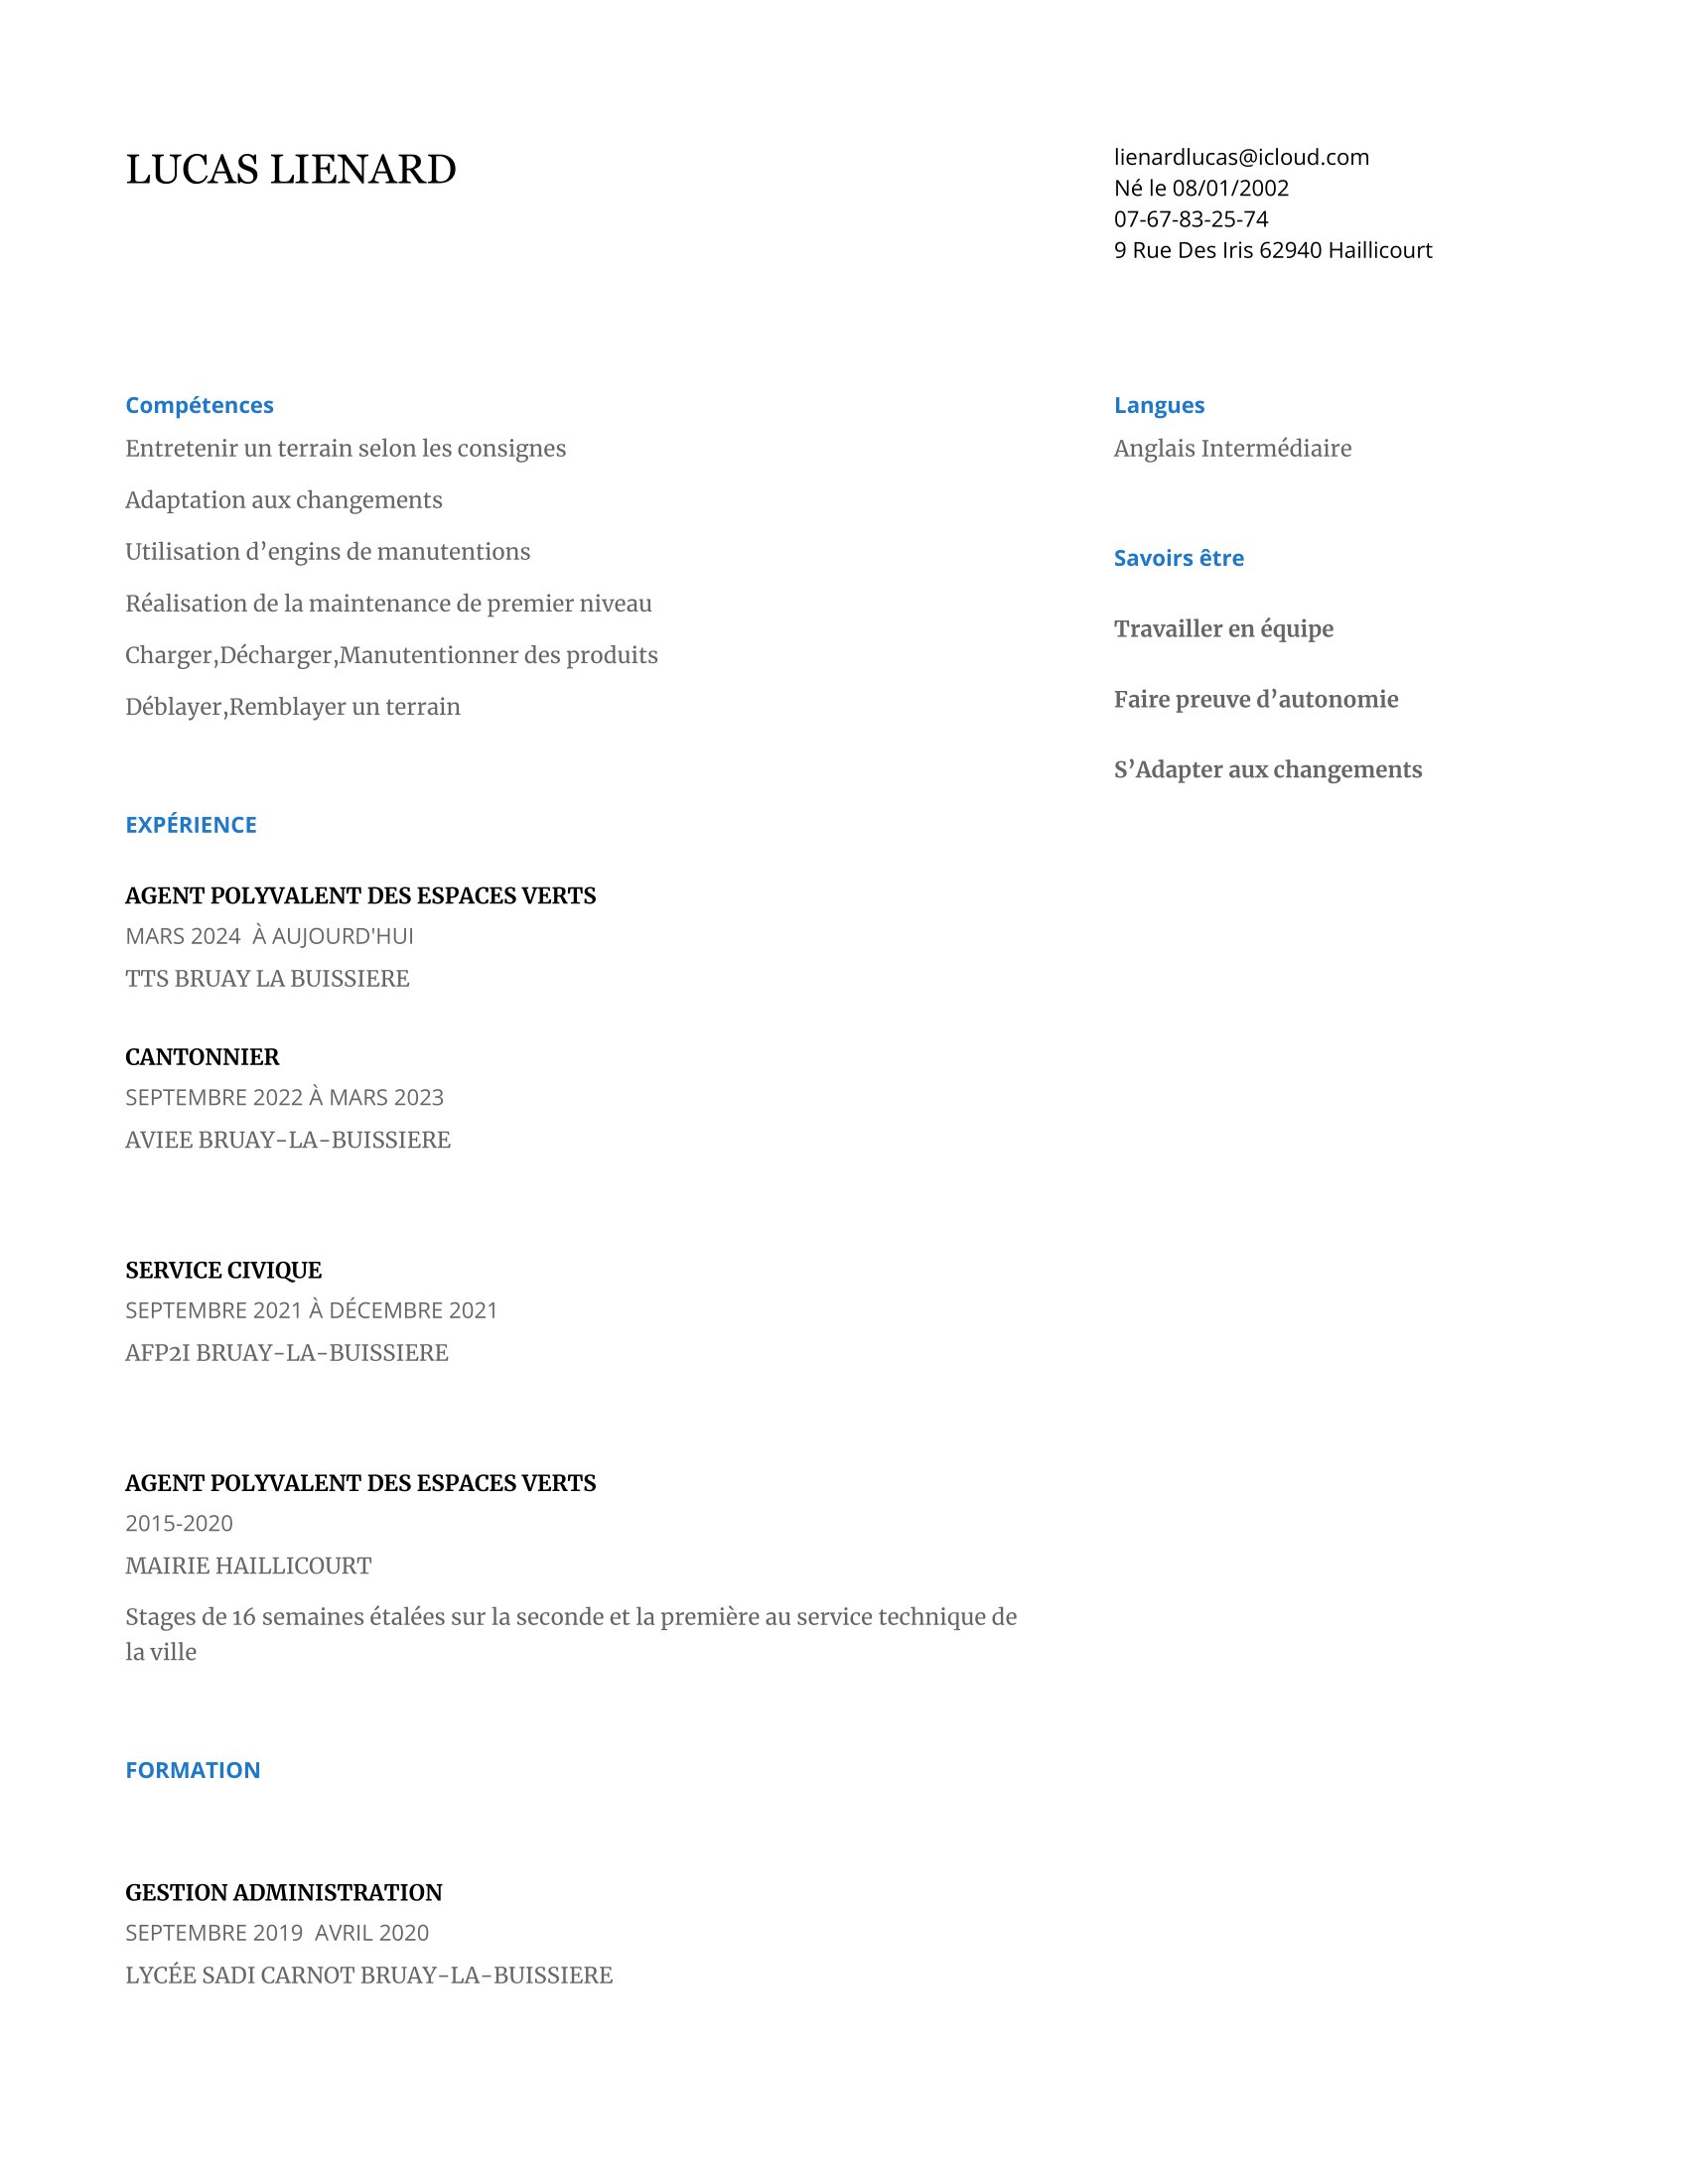 LUCAS LIENARD
lienardlucas@icloud.com
Né le 08/01/2002
07-67-83-25-74
9 Rue Des Iris 62940 Haillicourt
Compétences
Entretenir un terrain selon les consignes
Adaptation aux changements
Utilisation d’engins de manutentions
Réalisation de la maintenance de premier niveau
Charger,Décharger,Manutentionner des produits
Déblayer,Remblayer un terrain
EXPÉRIENCE
AGENT POLYVALENT DES ESPACES VERTS
MARS 2024  À AUJOURD'HUI
TTS BRUAY LA BUISSIERE
CANTONNIER
SEPTEMBRE 2022 À MARS 2023
AVIEE BRUAY-LA-BUISSIERE
SERVICE CIVIQUE
SEPTEMBRE 2021 À DÉCEMBRE 2021
AFP2I BRUAY-LA-BUISSIERE
AGENT POLYVALENT DES ESPACES VERTS
2015-2020
MAIRIE HAILLICOURT
Stages de 16 semaines étalées sur la seconde et la première au service technique de
la ville
FORMATION
GESTION ADMINISTRATION
SEPTEMBRE 2019  AVRIL 2020
LYCÉE SADI CARNOT BRUAY-LA-BUISSIERE
Langues
Anglais Intermédiaire
Savoirs être
Travailler en équipe
Faire preuve d’autonomie
S’Adapter aux changements